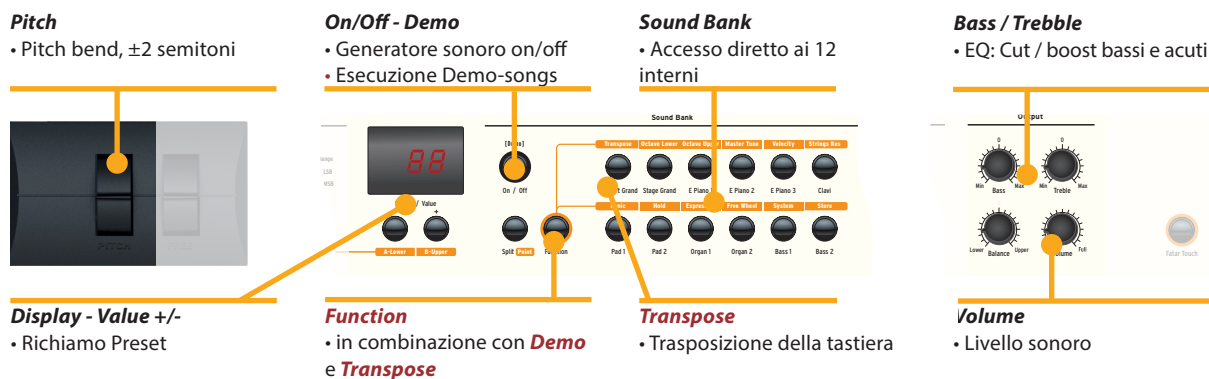 Pitch
• Pitch bend, ±2 semitoni
On/Off - Demo
• Generatore sonoro on/off
• Esecuzione Demo-songs
Sound Bank
• Accesso diretto ai 12
interni
Bass / Trebble
• EQ: Cut / boost bassi e acuti
PITCH
LSB
MSB
88
/ Value
+
A-Lower B-Upper
[Demo]
On / Off
Split Point
Function
Sound Bank
Transpose Octave Lower Octave Upper Master Tune Velocity Strings Res
Grand Stage Grand E Piano 1 E Piano 2 E Piano 3 Clavi
Hold Free Wheel System Store
Pad 1 Pad 2 Organ 1 Organ 2 Bass 1 Bass 2
Output
0 0
Min Max Min Max
Bass Treble
Lower Upper Full
Balance Volume
Fatar Touch
Display - Value +/-
• Richiamo Preset
Function
• in combinazione con Demo
e Transpose
Transpose
• Trasposizione della tastiera
Volume
• Livello sonoro